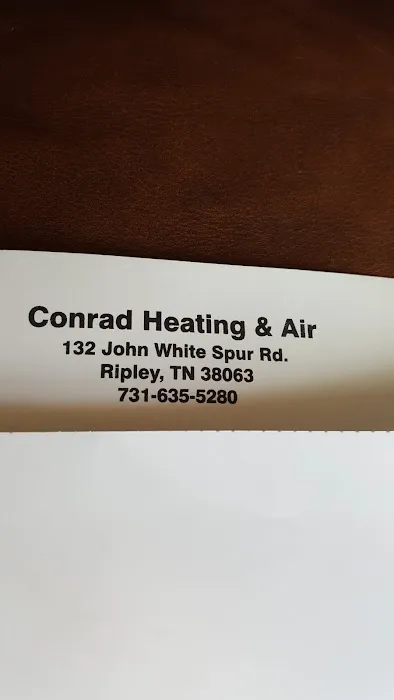 Conrad Heating & Air
132 John White Spur Rd.
Ripley, TN 38063
731-635-5280